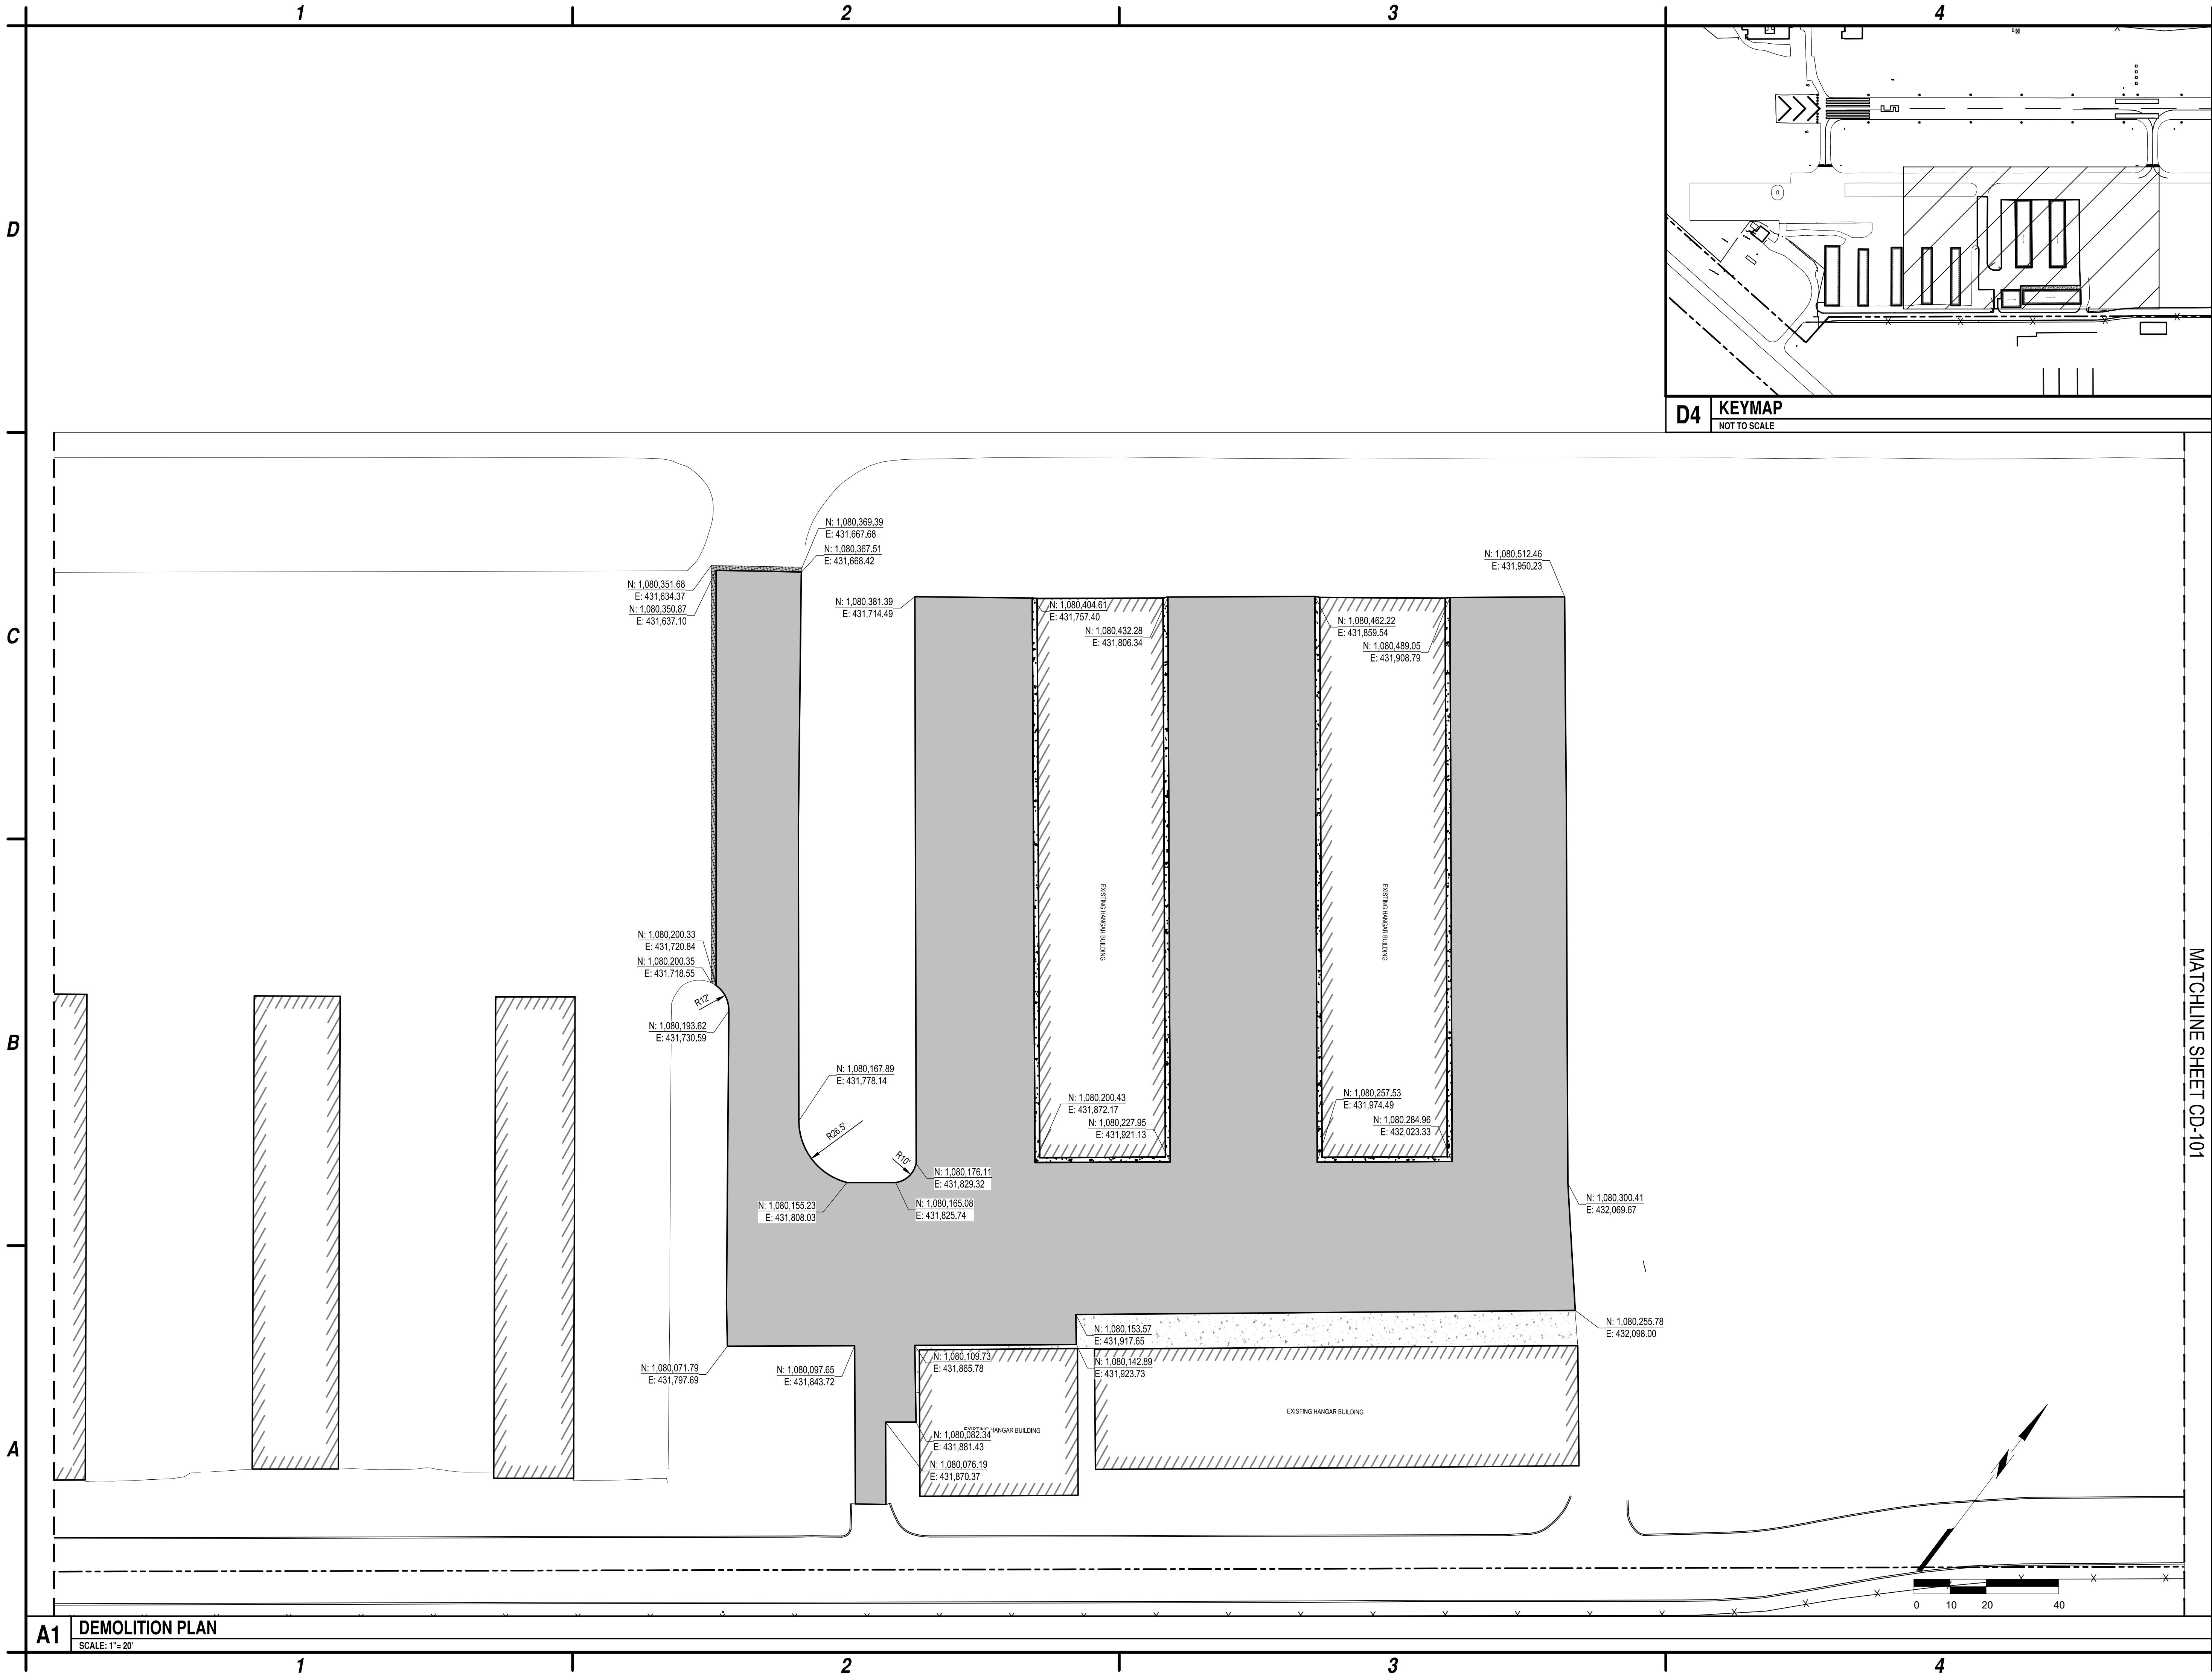 1
2
3
4
D
C
B
A
D4
KEYMAP
NOT TO SCALE
N: 1,080,369.39
E: 431,667.68
N: 1,080,367.51
E: 431,668.42
N: 1,080,351.68
E: 431,634.37
N: 1,080,350.87
E: 431,637.10
N: 1,080,381.39
E: 431,714.49
N: 1,080,404.61
E: 431,757.40
N: 1,080,432.28
E: 431,806.34
N: 1,080,462.22
E: 431,859.54
N: 1,080,489.05
E: 431,908.79
N: 1,080,512.46
E: 431,950.23
EXISTING HANGAR BUILDING
EXISTING HANGAR BUILDING
N: 1,080,200.33
E: 431,720.84
N: 1,080,200.35
E: 431,718.55
R12'
N: 1,080,193.62
E: 431,730.59
N: 1,080,167.89
E: 431,778.14
R26.5'
R10'
N: 1,080,200.43
E: 431,872.17
N: 1,080,227.95
E: 431,921.13
N: 1,080,257.53
E: 431,974.49
N: 1,080,284.96
E: 432,023.33
N: 1,080,176.11
E: 431,829.32
N: 1,080,155.23
E: 431,808.03
N: 1,080,165.08
E: 431,825.74
N: 1,080,300.41
E: 432,069.67
MATCHLINE SHEET CD-101
N: 1,080,153.57
E: 431,917.65
N: 1,080,255.78
E: 432,098.00
N: 1,080,071.79
E: 431,797.69
N: 1,080,097.65
E: 431,843.72
N: 1,080,109.73
E: 431,865.78
N: 1,080,142.89
E: 431,923.73
EXISTING HANGAR BUILDING
EXISTING HANGAR BUILDING
N: 1,080,082.34
E: 431,881.43
N: 1,080,076.19
E: 431,870.37
0 10 20 40
A1
DEMOLITION PLAN
SCALE: 1"= 20'
1
2
3
4